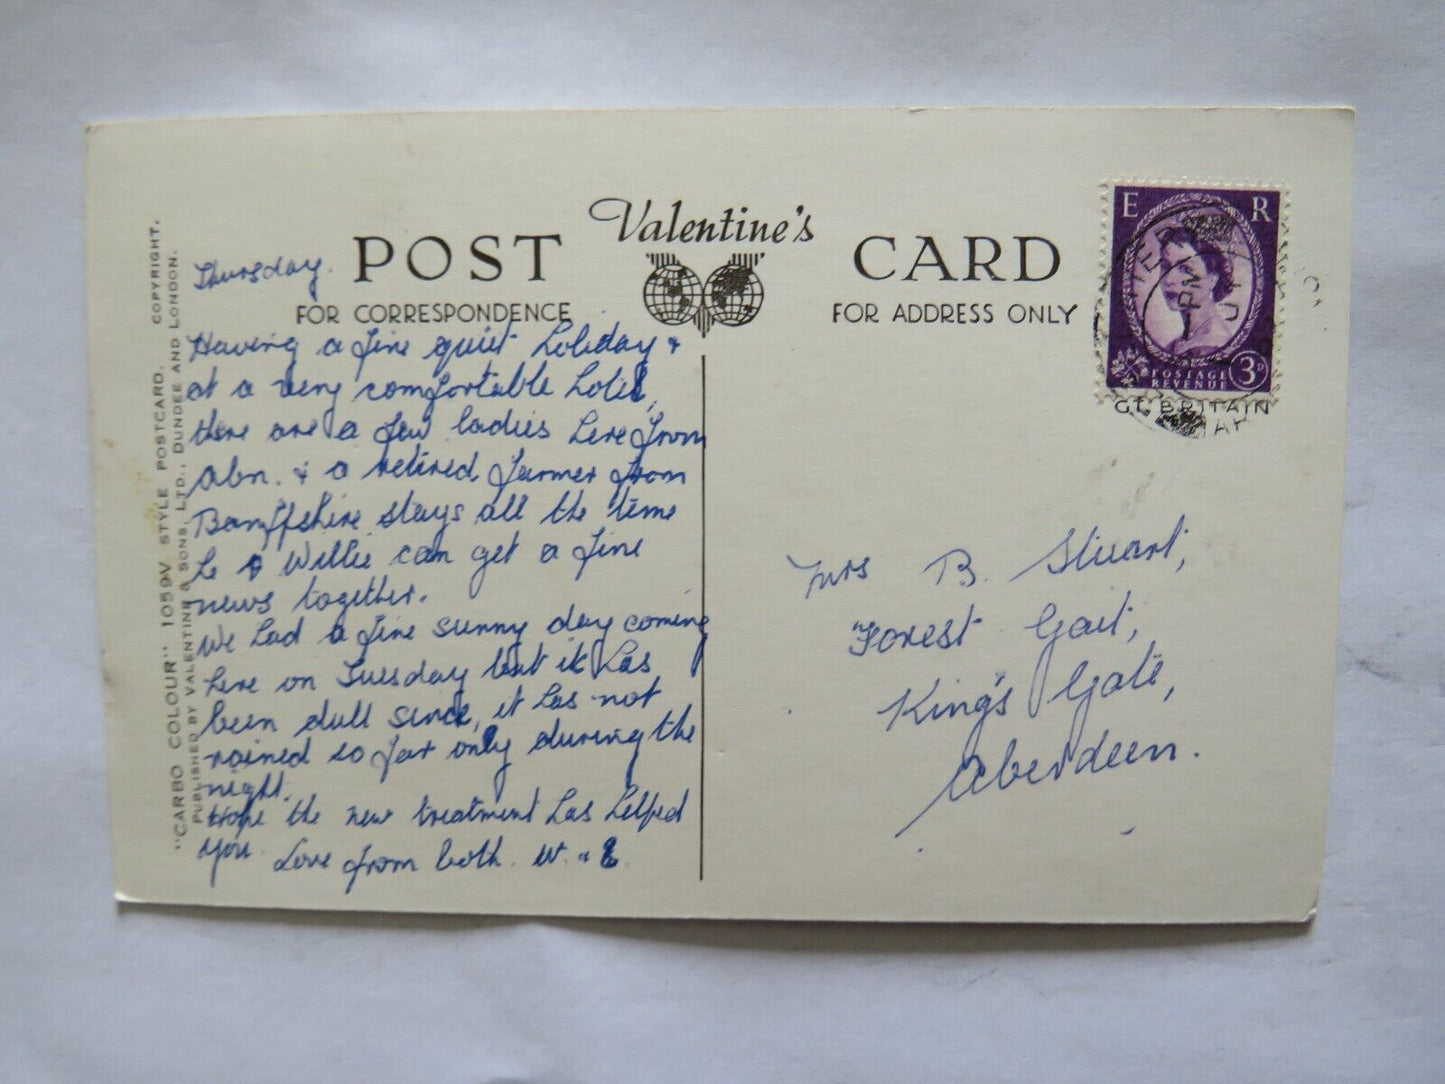 "CARBO COLOUR" 1059V STYLE POSTCARD. COPYRIGHT.
PUBLISHED BY VALENTINE & SONS, LTD., DUNDEE AND LONDON.
Valentine's
POST CARD
FOR CORRESPONDENCE
FOR ADDRESS ONLY
E R
POSTAGE
REVENUE
3D
GT. BRITAIN
PM
Thursday.
Having a fine quiet holiday &
at a very comfortable hotel,
there are a few ladies here from
Abn. & a retired farmer from
Banffshire stays all the time
he & Willie can get a fine
news together.
We had a fine sunny day coming
here on Tuesday but it has
been dull since, it has not
rained so far only during the
night.
Hope the new treatment has helped
you. Love from both. W. &
Mrs B. Stuart,
Forest Gait,
King's Gate,
Aberdeen.